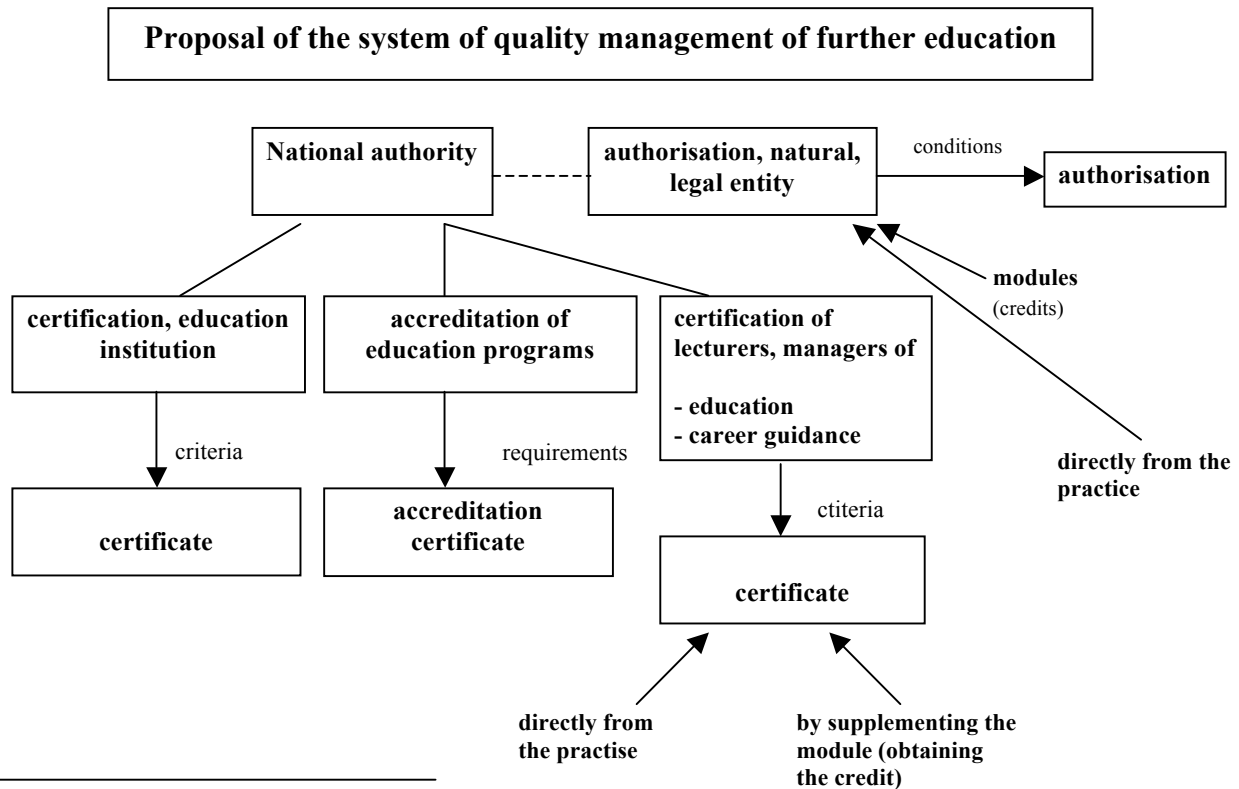 Proposal of the system of quality management of further education
National authority
authorisation, natural,
legal entity
conditions
authorisation
modules
(credits)
certification, education
institution
accreditation of
education programs
certification of
lecturers, managers of
- education
- career guidance
directly from the
practice
criteria
requirements
ctiteria
certificate
accreditation
certificate
certificate
directly from
the practise
by supplementing the
module (obtaining
the credit)